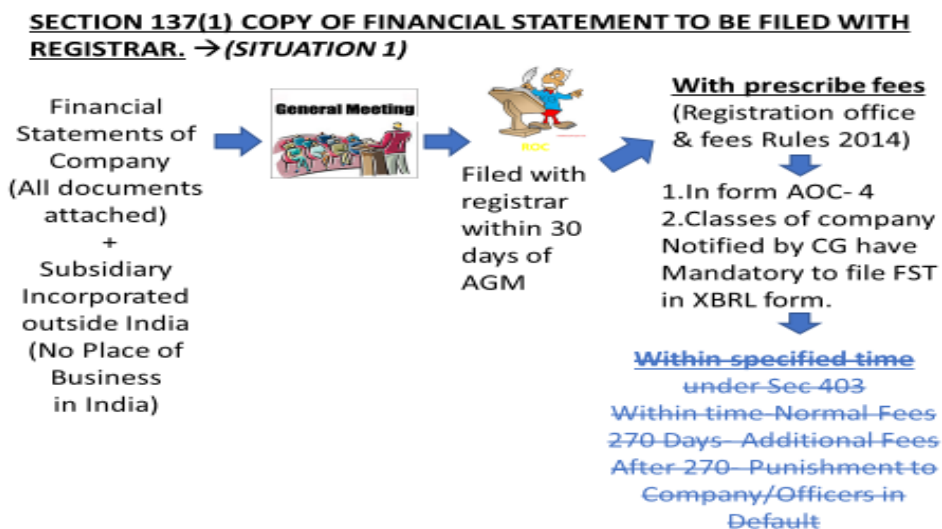 SECTION 137(1) COPY OF FINANCIAL STATEMENT TO BE FILED WITH
REGISTRAR. →(SITUATION 1)
Financial
Statements of
Company
(All documents
attached)
+
Subsidiary
Incorporated
outside India
(No Place of
Business
in India)
General Meeting
ROC
Filed with
registrar
within 30
days of
AGM
With prescribe fees
(Registration office
& fees Rules 2014)
1.In form AOC- 4
2.Classes of company
Notified by CG have
Mandatory to file FST
in XBRL form.
Within specified time
under Sec 403
Within time-Normal Fees
270 Days- Additional Fees
After 270- Punishment to
Company/Officers in
Default